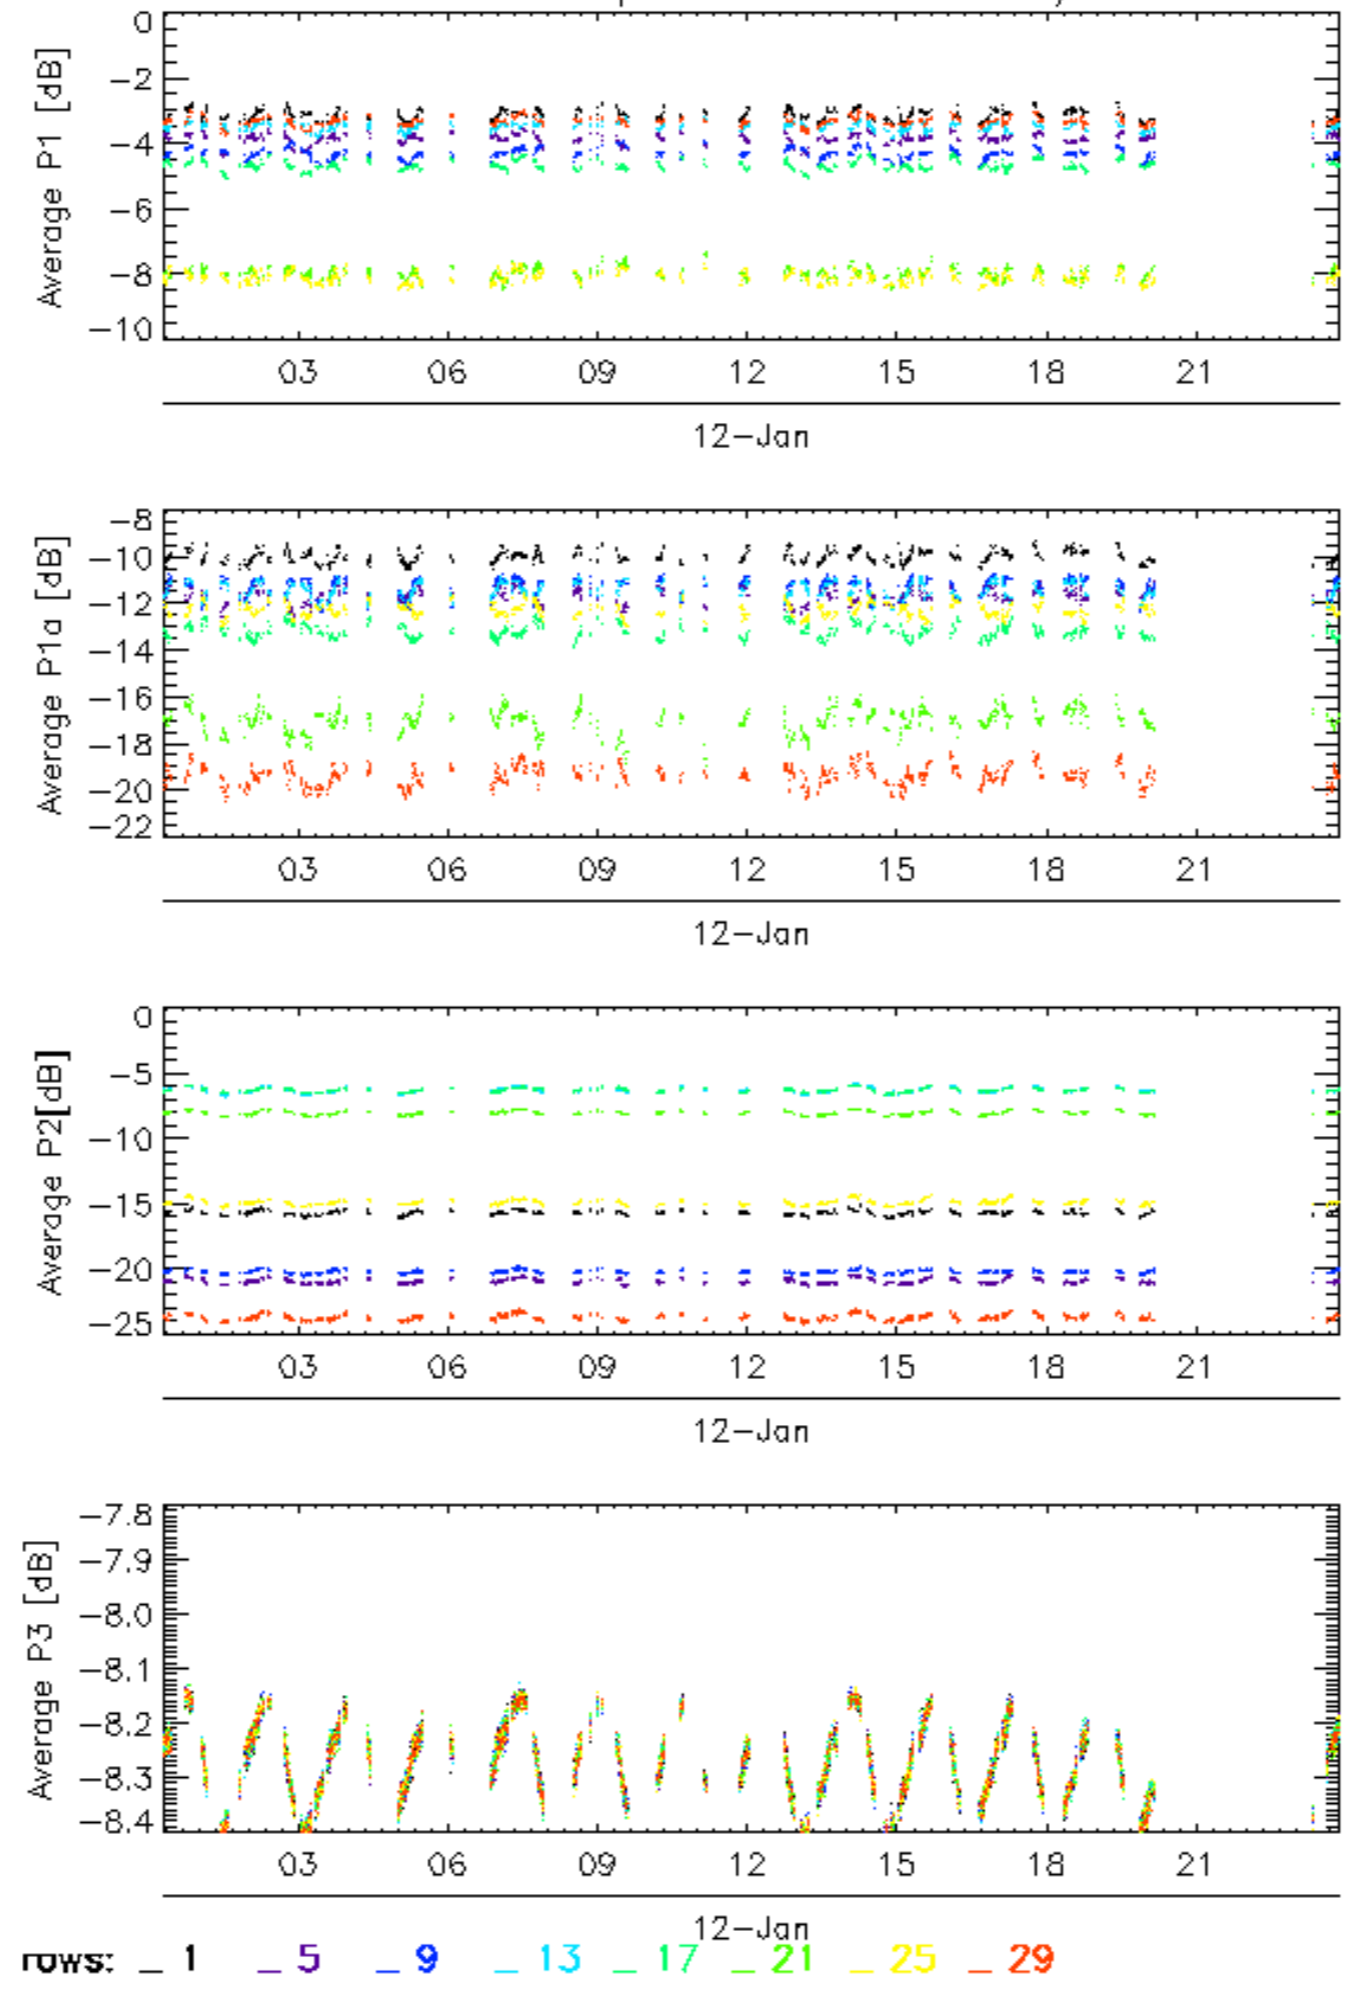 0
−2
−4
−6
−8
−10
Average P1 [dB]
03 06 09 12 15 18 21
12−Jan
−8
−10
−12
−14
−16
−18
−20
−22
Average P1a [dB]
03 06 09 12 15 18 21
12−Jan
0
−5
−10
−15
−20
−25
Average P2[dB]
03 06 09 12 15 18 21
12−Jan
−7.8
−7.9
−8.0
−8.1
−8.2
−8.3
−8.4
Average P3 [dB]
03 06 09 12 15 18 21
12−Jan
rows: _ 1 _ 5 _ 9 _ 13 _ 17 _ 21 _ 25 _ 29